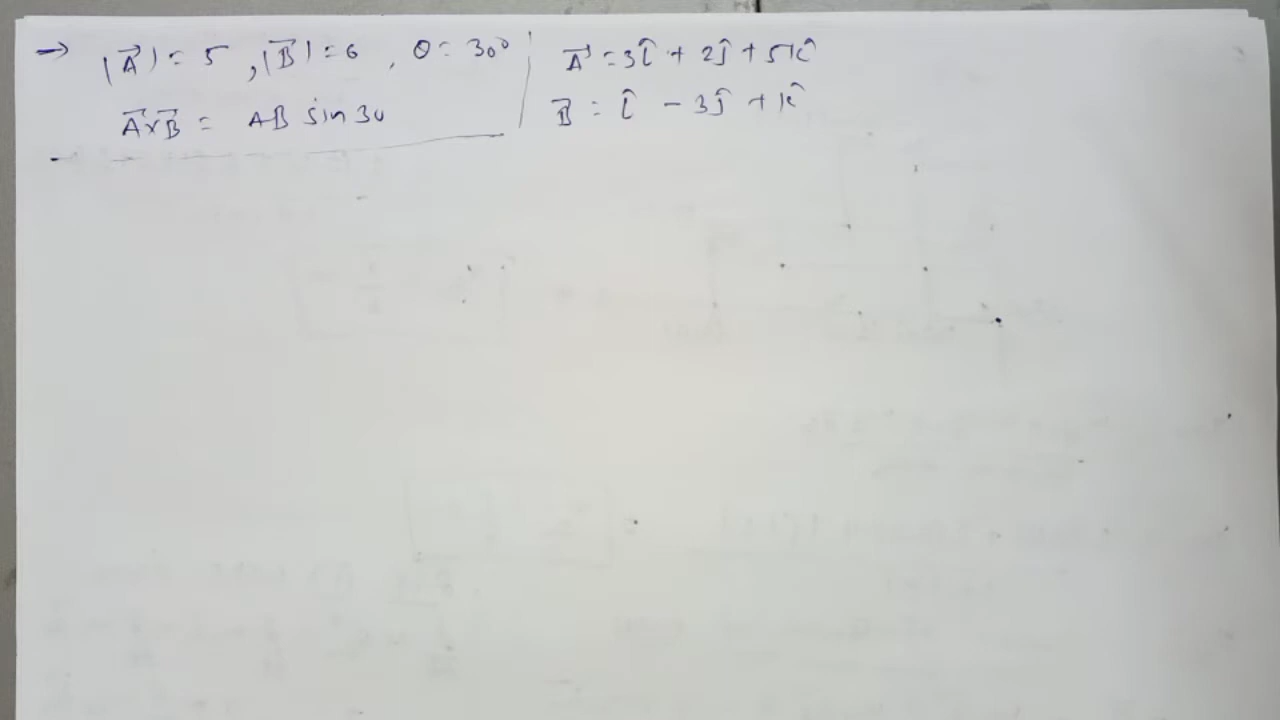 → |A⃗| = 5, |B⃗| = 6, θ = 30°
A⃗×B⃗ = AB sin 30
A⃗ = 3î + 2ĵ + 5k̂
B⃗ = î - 3ĵ + k̂